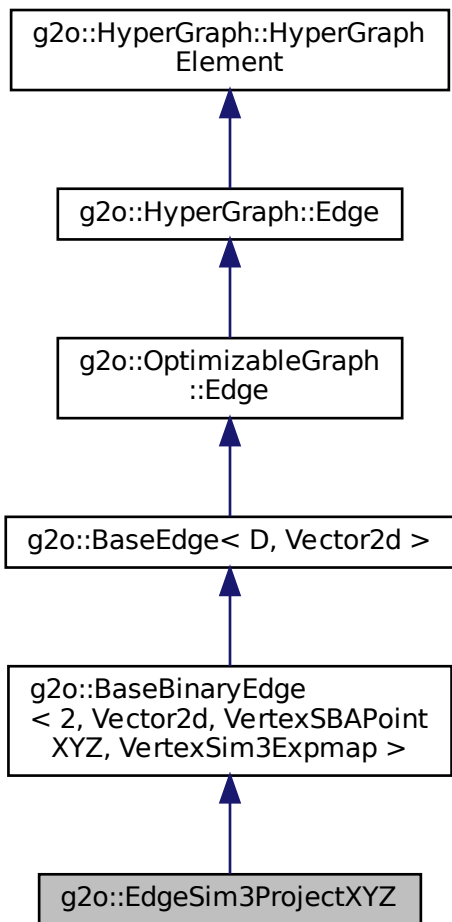 g2o::HyperGraph::HyperGraph
Element
g2o::HyperGraph::Edge
g2o::OptimizableGraph
::Edge
g2o::BaseEdge< D, Vector2d >
g2o::BaseBinaryEdge
< 2, Vector2d, VertexSBAPoint
XYZ, VertexSim3Expmap >
g2o::EdgeSim3ProjectXYZ